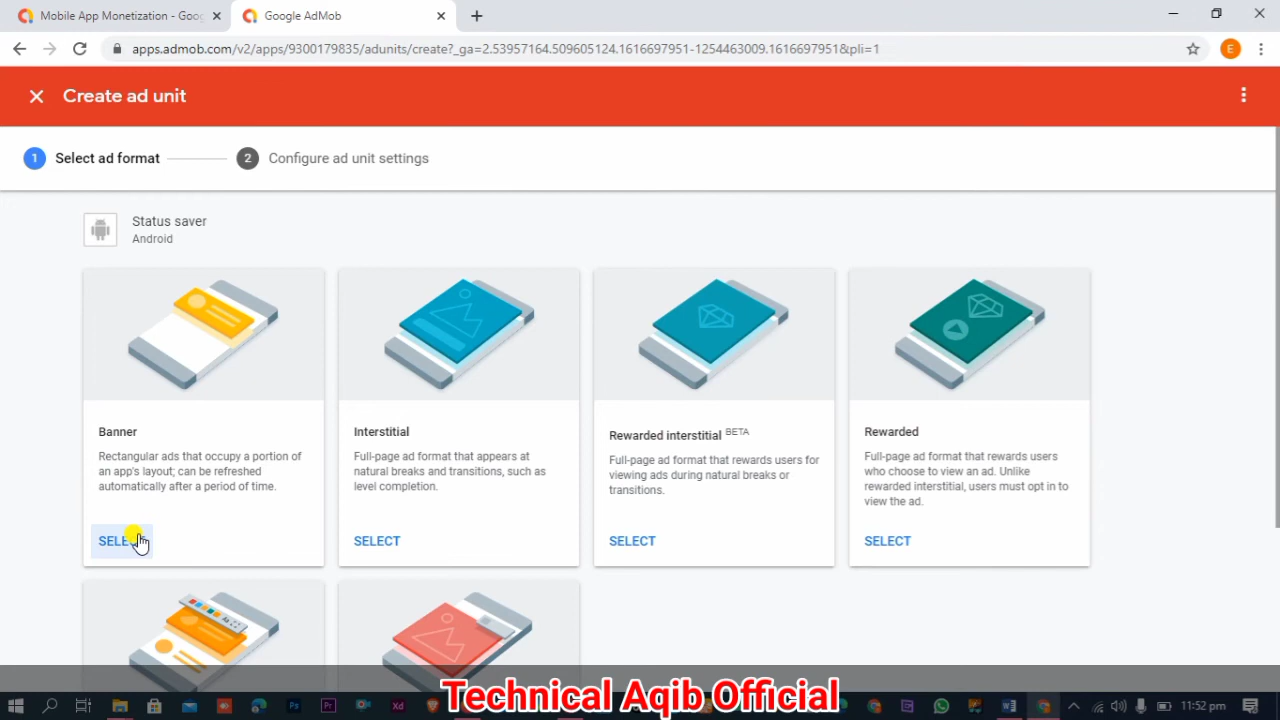 Mobile App Monetization - Goo
Google AdMob
apps.admob.com/v2/apps/9300179835/adunits/create?_ga=2.53957164.509605124.1616697951-1254463009.1616697951&pli=1
E
Create ad unit
1 Select ad format
2 Configure ad unit settings
Status saver
Android
Banner
Rectangular ads that occupy a portion of
an app's layout; can be refreshed
automatically after a period of time.
SELECT
Interstitial
Full-page ad format that appears at
natural breaks and transitions, such as
level completion.
SELECT
Rewarded interstitial BETA
Full-page ad format that rewards users for
viewing ads during natural breaks or
transitions.
SELECT
Rewarded
Full-page ad format that rewards users
who choose to view an ad. Unlike
rewarded interstitial, users must opt in to
view the ad.
SELECT
Technical Aqib Official
Ps
Pr
Xd
11:52 pm